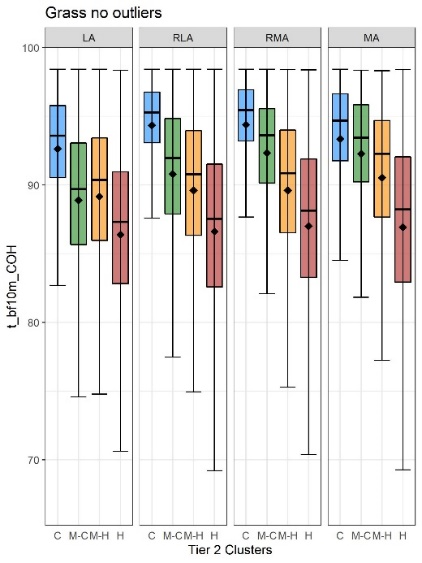 Grass no outliers
LA RLA RMA MA
100
90
80
70
t_bf10m_COH
C M-C M-H H C M-C M-H H C M-C M-H H C M-C M-H H
Tier 2 Clusters